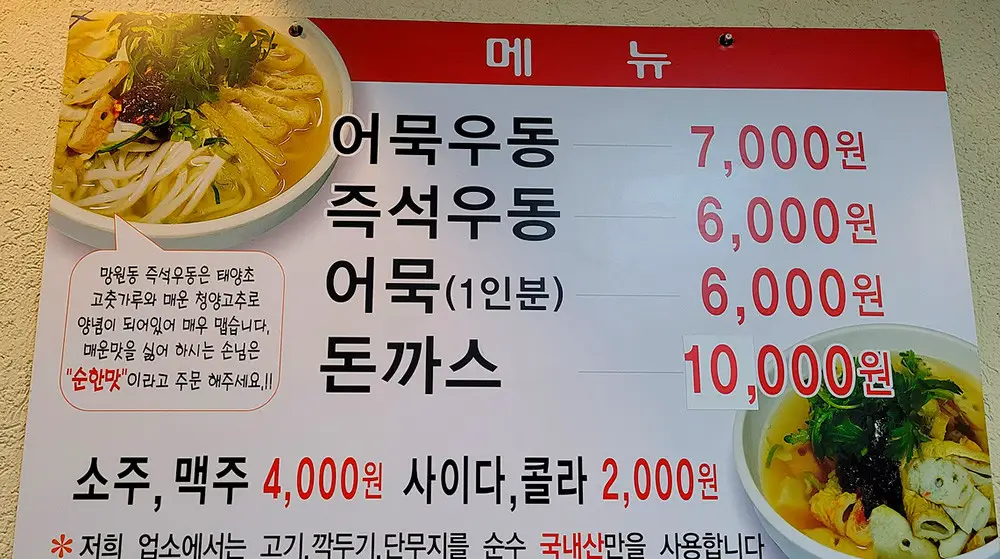 메뉴
어묵우동 7,000원
즉석우동 6,000원
어묵(1인분) 6,000원
돈까스 10,000원
망원동 즉석우동은 태양초
고춧가루와 매운 청양고추로
양념이 되어있어 매우 맵습니다.
매운맛을 싫어 하시는 손님은
"순한맛"이라고 주문 해주세요.!!
소주, 맥주 4,000원 사이다,콜라 2,000원
*저희 업소에서는 고기,깍두기,단무지를 순수 국내산만을 사용합니다